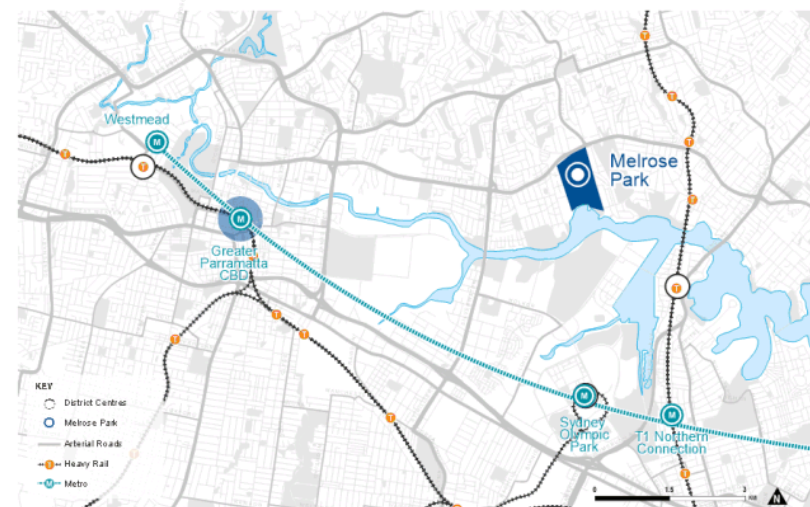 Westmead
M
T
T
M
Greater
Parramatta
CBD
T
T
T
T
T
T
T
T
T
T
T
T
T
T
Melrose
Park
M
Sydney
Olympic
Park
M
T1 Northern
Connection
KEY
District Centres
Melrose Park
Arterial Roads
T Heavy Rail
M Metro
0 1.5 3
KM
N